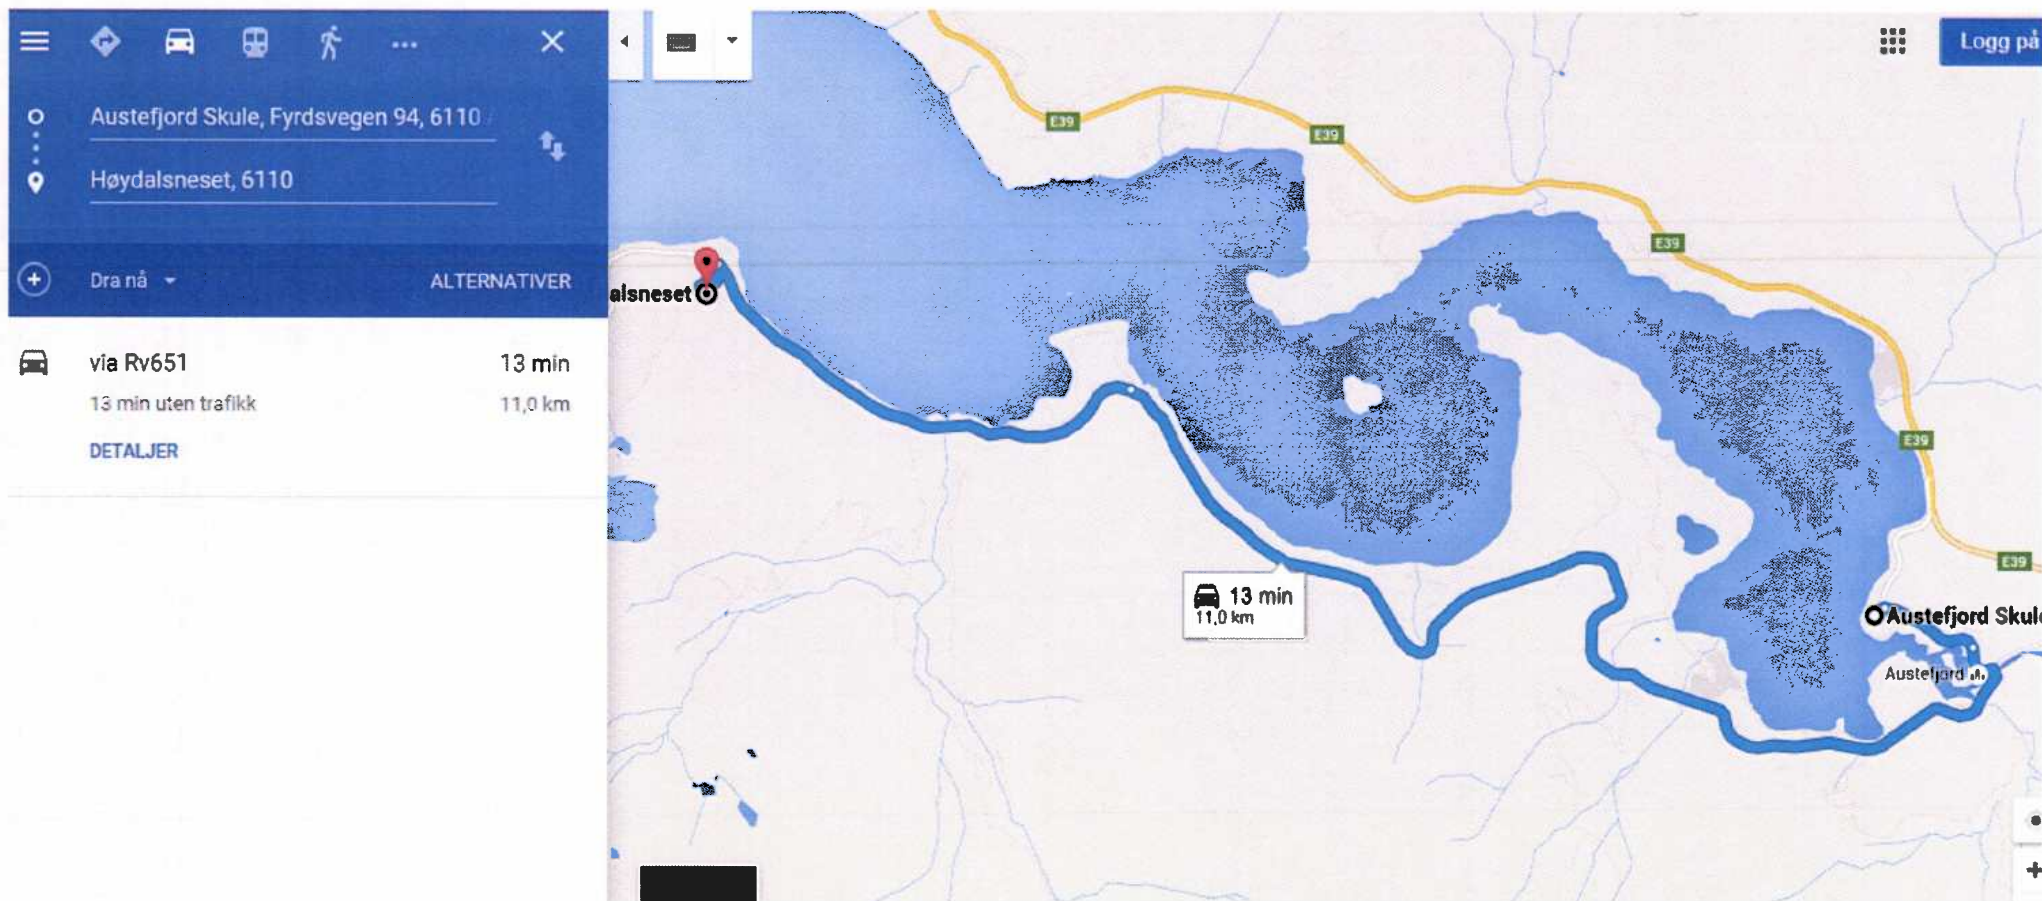 Austefjord Skule, Fyrdsvegen 94, 6110
Høydalsneset, 6110
Dra nå
ALTERNATIVER
via Rv651
13 min
13 min uten trafikk
11,0 km
DETALJER
Logg på
E39
E39
E39
E39
E39
alsneset
13 min
11,0 km
Austefjord Skule
Austefjord